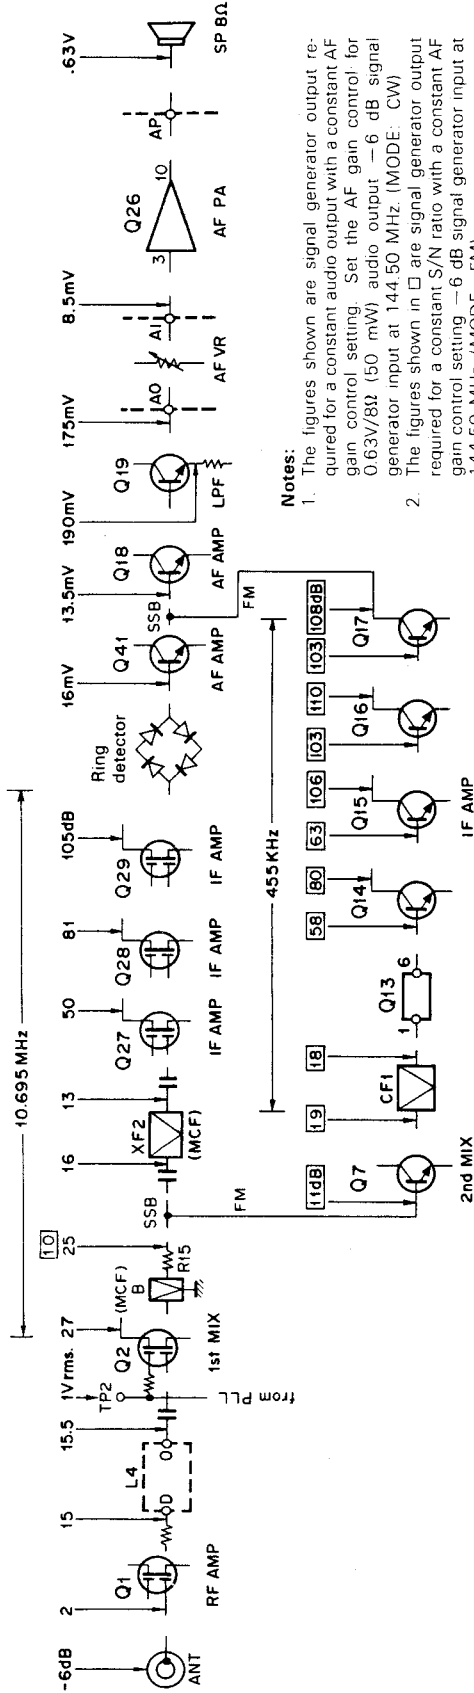 -6dB
ANT
2
Q1
RF AMP
15
D
L4
O
15.5
1Vrms.
TP2
from PLL
27
Q2
1st MIX
(MCF)
B
10
25
R15
10.695MHz
SSB
FM
16
XF2
(MCF)
13
50
Q27
IF AMP
81
Q28
IF AMP
105dB
Q29
IF AMP
Ring
detector
16mV
Q41
AF AMP
SSB
FM
13.5mV
Q18
AF AMP
190mV
Q19
LPF
175mV
AO
AF VR
AI
8.5mV
Q26
3
10
AF PA
AP
.63V
SP 8Ω
11dB
Q7
2nd MIX
19
CF1
18
455KHz
1
Q13
6
58
Q14
80
63
Q15
106
IF AMP
103
Q16
110
103
Q17
108dB
Notes:
1. The figures shown are signal generator output re-
quired for a constant audio output with a constant AF
gain control setting. Set the AF gain control for
0.63V/8Ω (50 mW) audio output −6 dB signal
generator input at 144.50 MHz. (MODE: CW)
2. The figures shown in □ are signal generator output
required for a constant S/N ratio with a constant AF
gain control setting −6 dB signal generator input at
144.50 MHz (MODE: FM)